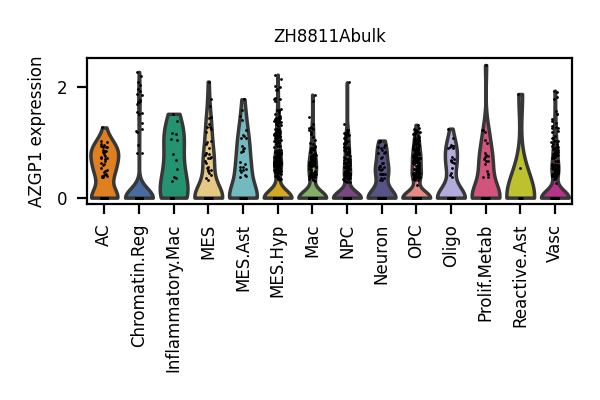 ZH8811Abulk
AZGP1 expression
2
0
AC
Chromatin.Reg
Inflammatory.Mac
MES
MES.Ast
MES.Hyp
Mac
NPC
Neuron
OPC
Oligo
Prolif.Metab
Reactive.Ast
Vasc